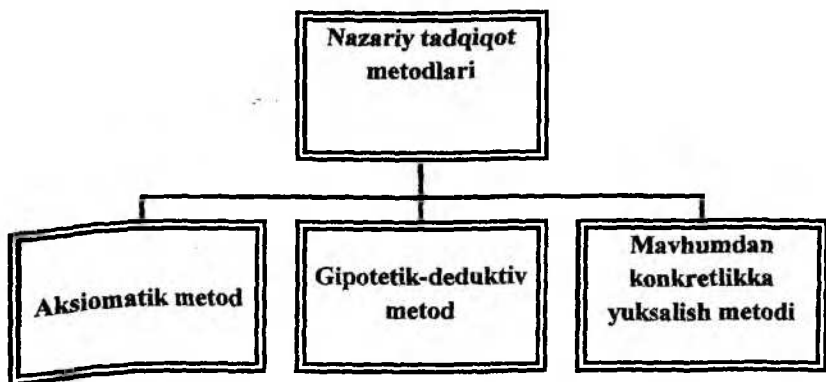 Nazariy tadqiqot
metodlari
Aksiomatik metod
Gipotetik-deduktiv
metod
Mavhumdan
konkretlikka
yuksalish metodi